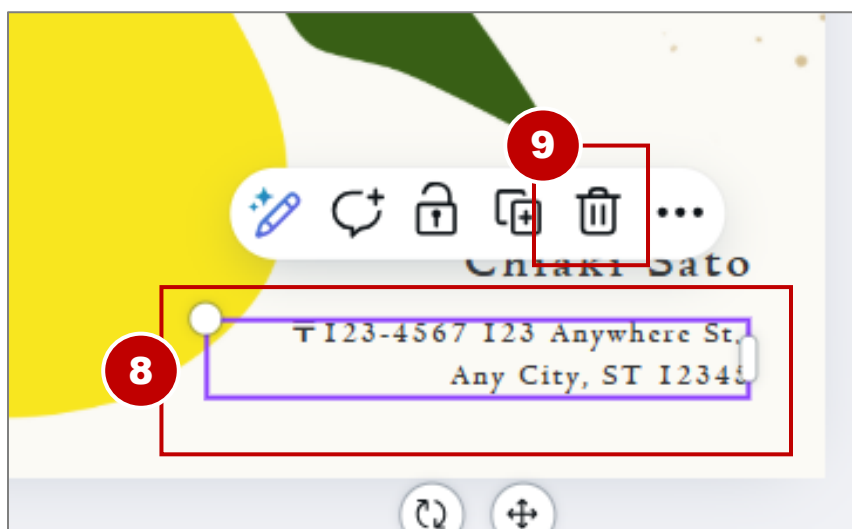 9
Chiaki Sato
8
〒123-4567 123 Anywhere St.,
Any City, ST 12345